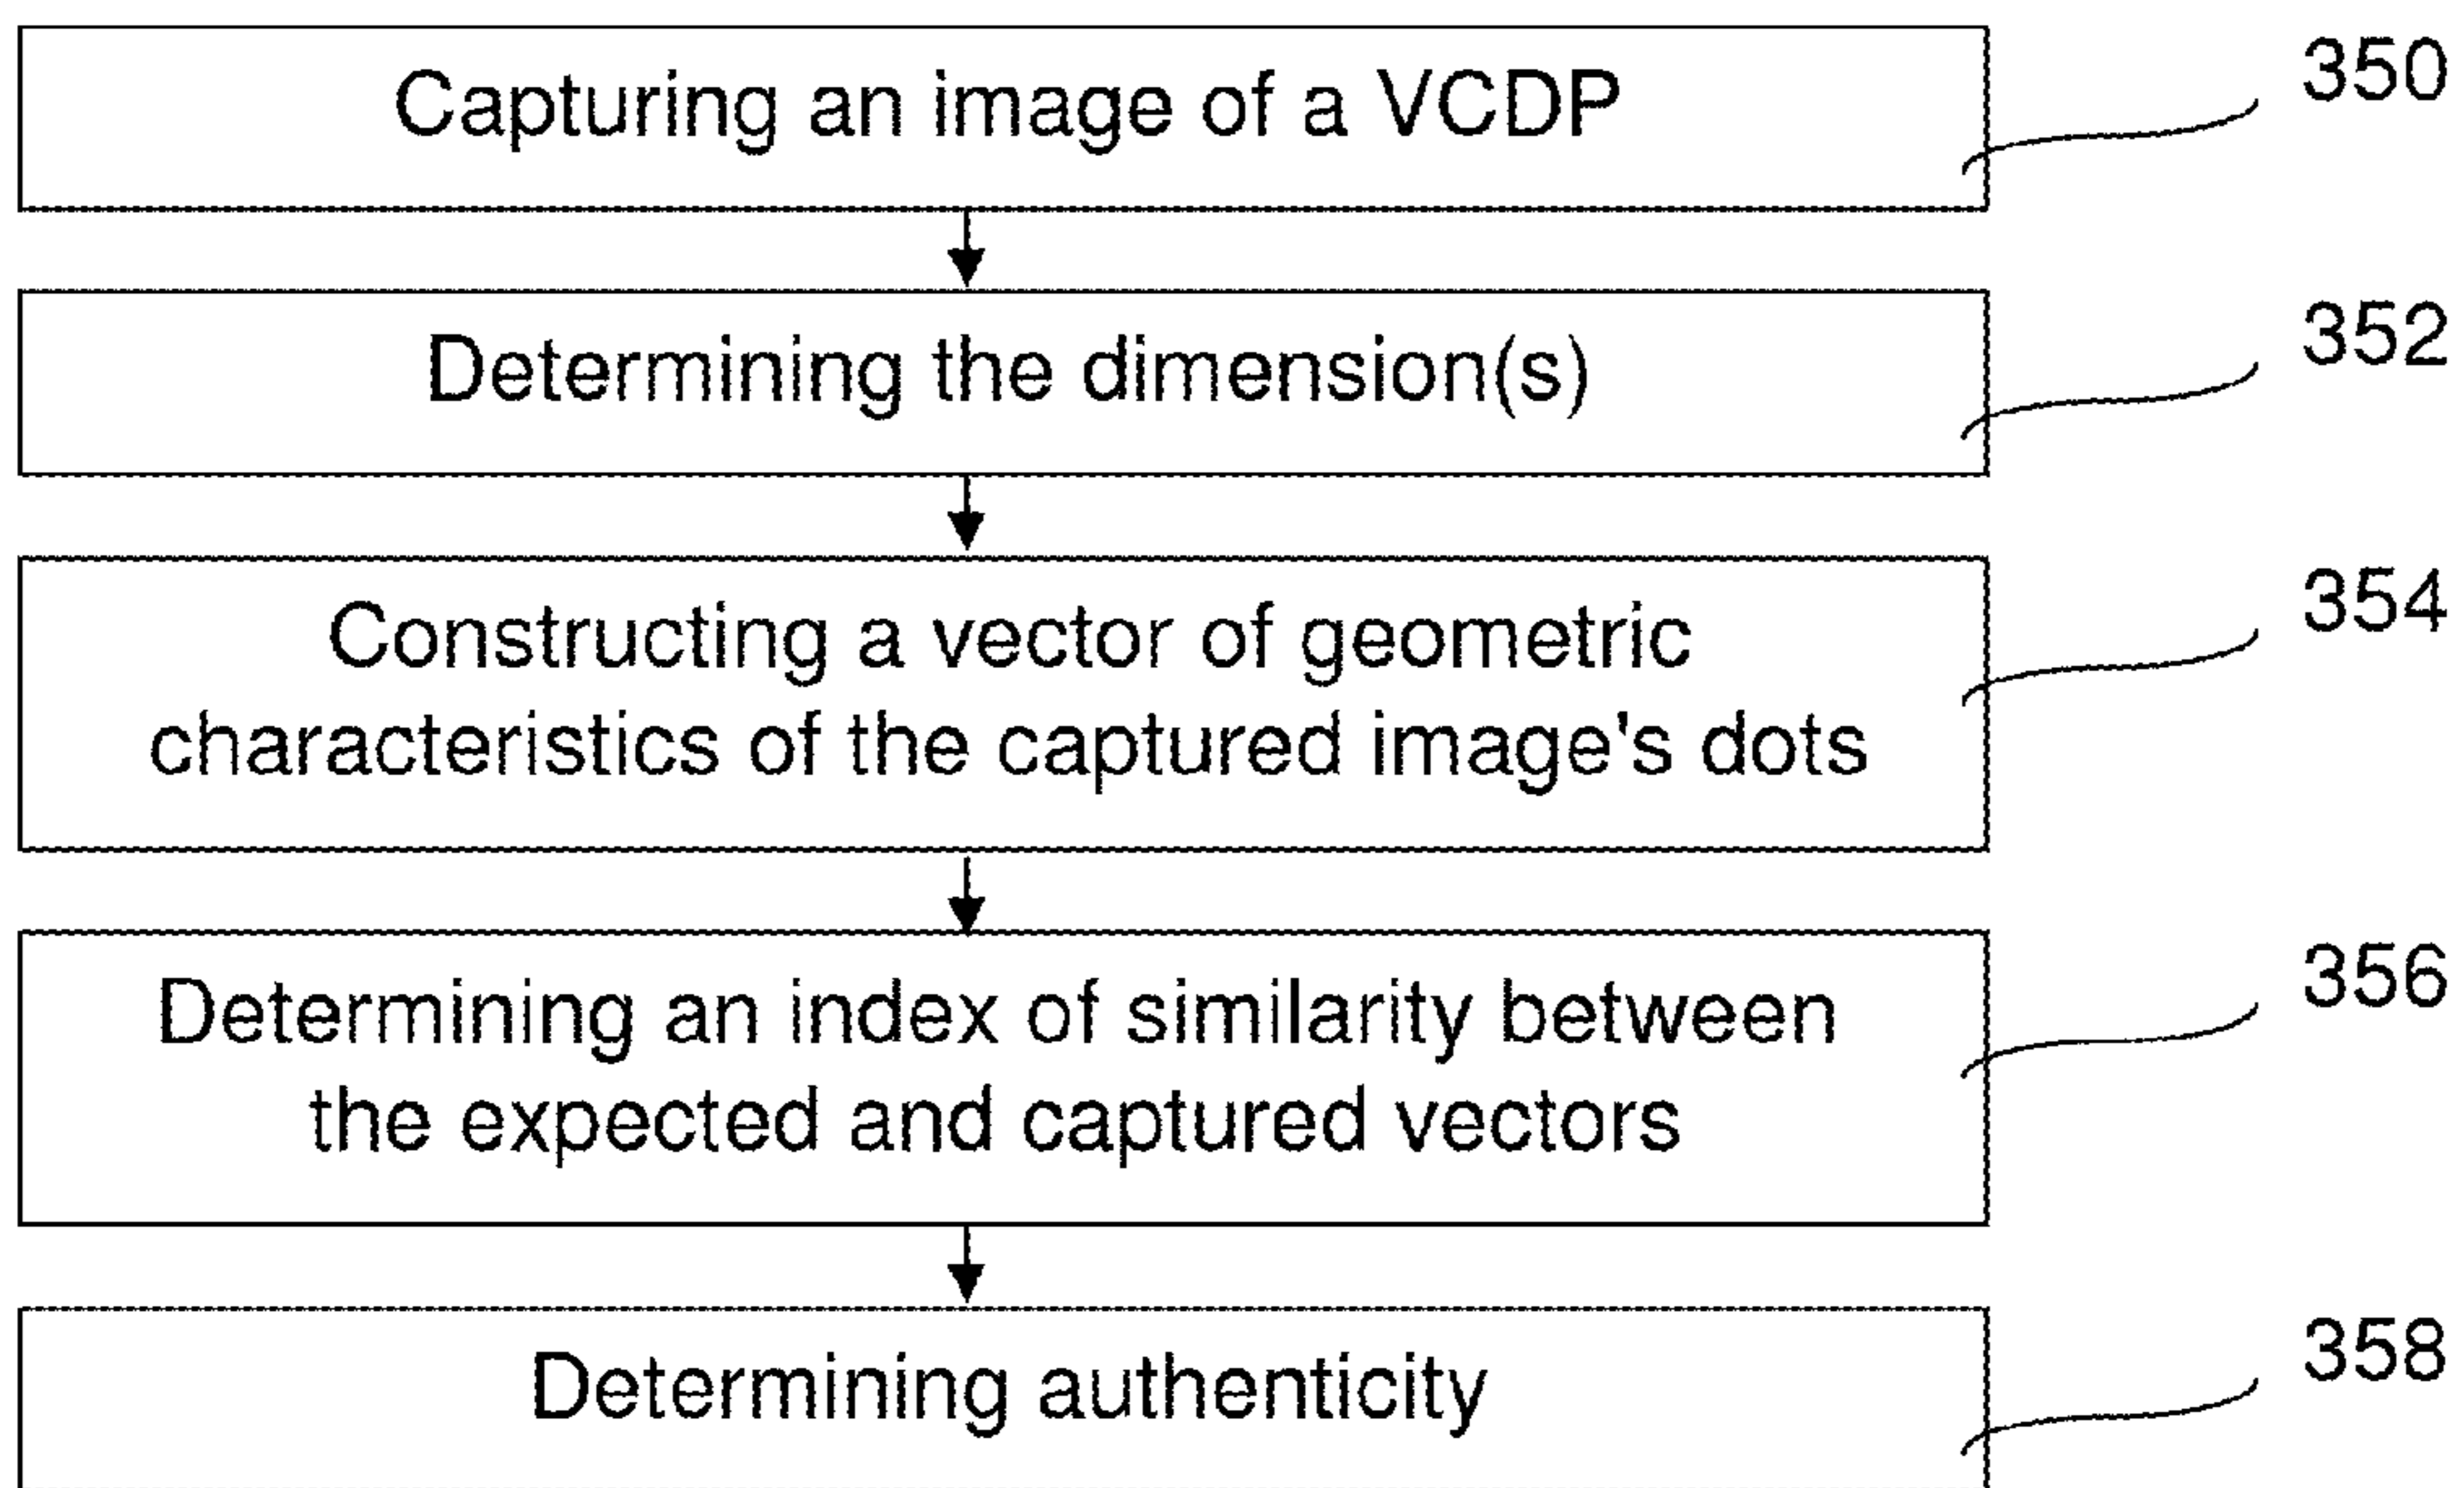 Capturing an image of a VCDP
350
Determining the dimension(s)
352
Constructing a vector of geometric
characteristics of the captured image's dots
354
Determining an index of similarity between
the expected and captured vectors
356
Determining authenticity
358